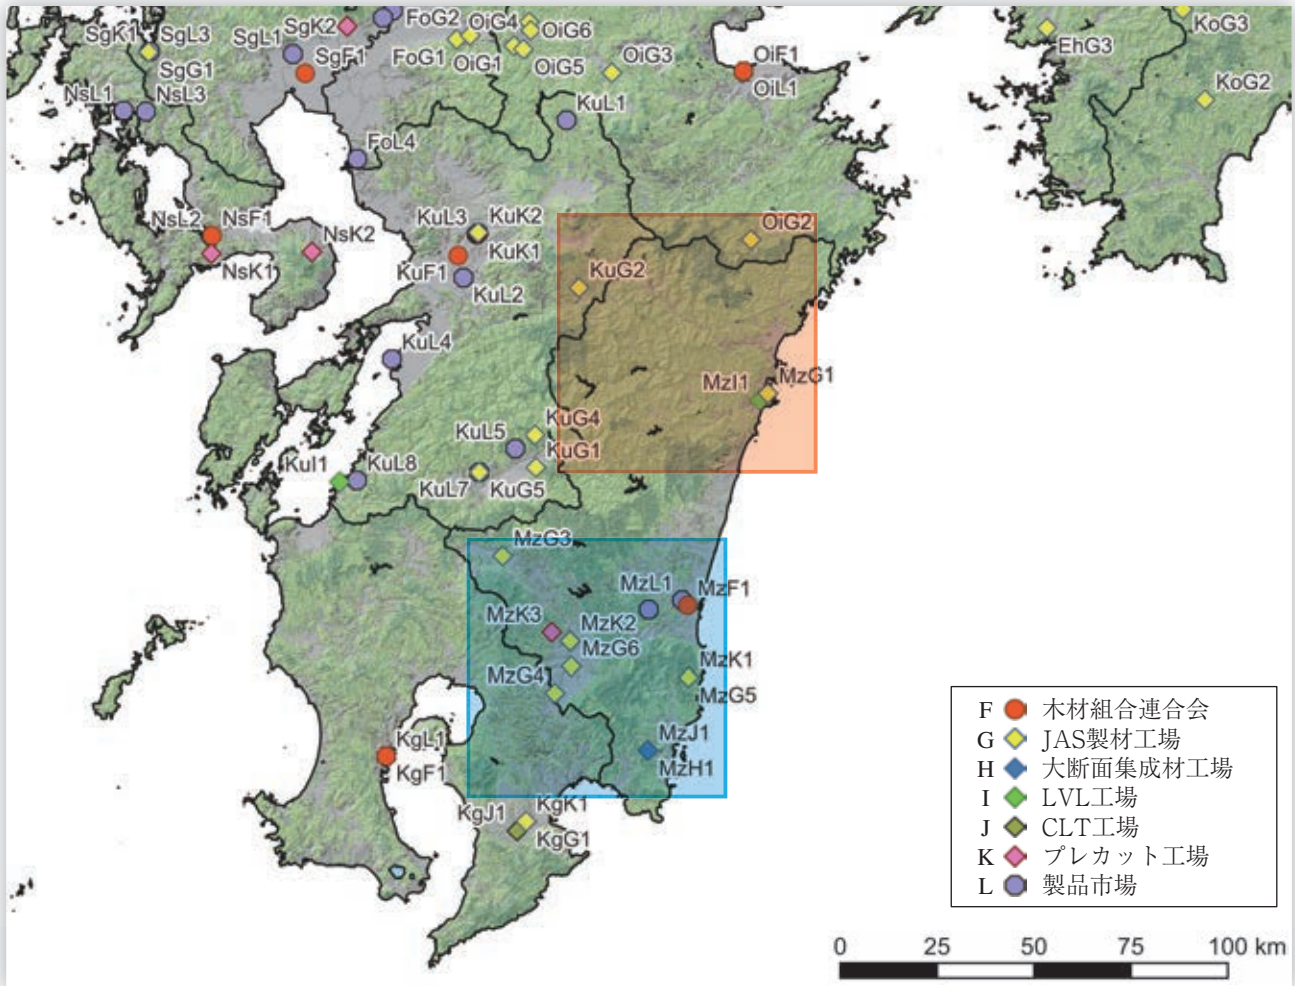 SgK1
SgL3
SgG1
SgL1
SgK2
SgF1
FoG2
FoG1
OiG4
OiG1
OiG6
OiG5
OiG3
OiF1
OiL1
EhG3
KoG3
KoG2
NsL1
NsL3
KuL1
FoL4
NsL2
NsF1
NsK1
NsK2
KuL3
KuK2
KuK1
KuF1
KuL2
OiG2
KuG2
KuL4
MzI1
MzG1
KuG4
KuL5
KuG1
KuI1
KuL8
KuL7
KuG5
MzG3
MzL1
MzF1
MzK3
MzK2
MzG6
MzG4
MzK1
MzG5
MzJ1
MzH1
KgL1
KgF1
KgJ1
KgK1
KgG1
F 木材組合連合会
G JAS製材工場
H 大断面集成材工場
I LVL工場
J CLT工場
K プレカット工場
L 製品市場
0 25 50 75 100 km